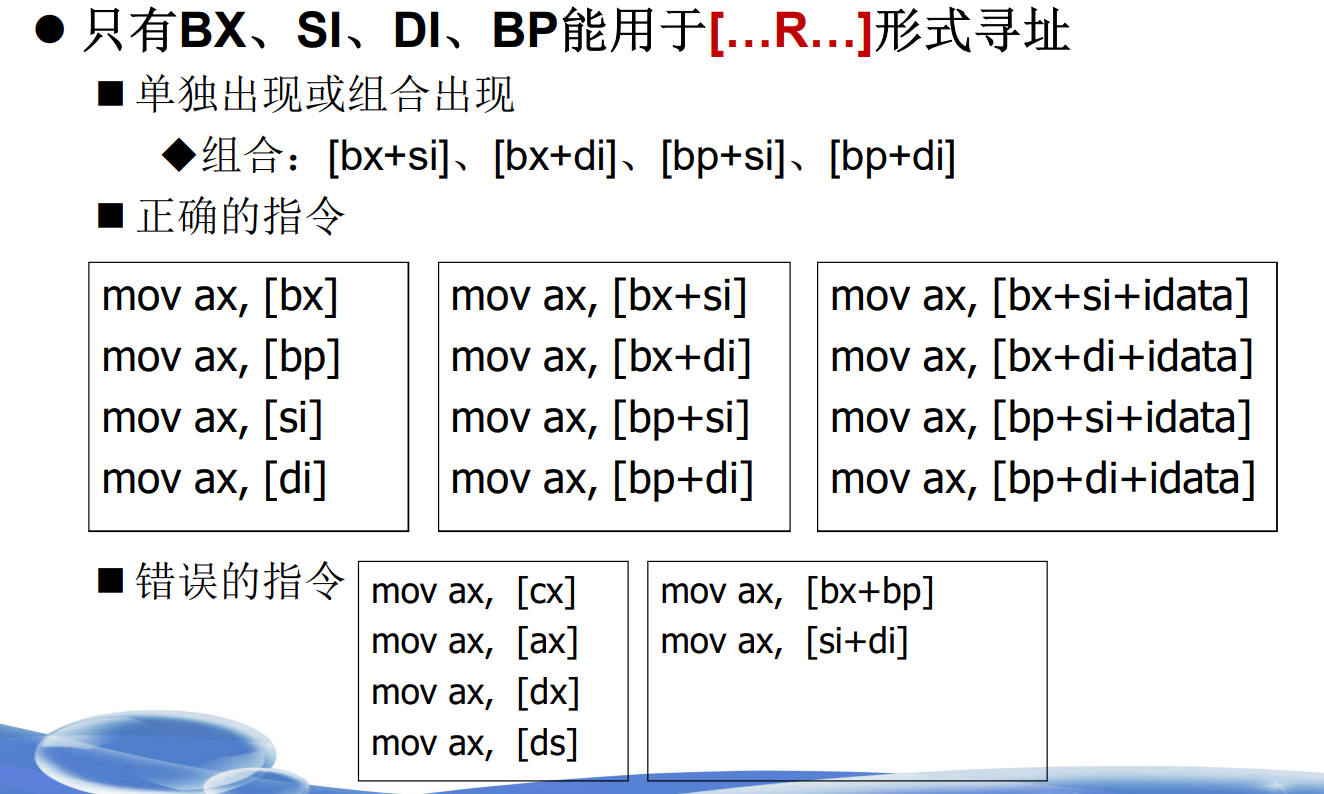 ● 只有BX、SI、DI、BP能用于[…R…]形式寻址
■ 单独出现或组合出现
◆组合：[bx+si]、[bx+di]、[bp+si]、[bp+di]
■ 正确的指令
mov ax, [bx]
mov ax, [bp]
mov ax, [si]
mov ax, [di]
mov ax, [bx+si]
mov ax, [bx+di]
mov ax, [bp+si]
mov ax, [bp+di]
mov ax, [bx+si+idata]
mov ax, [bx+di+idata]
mov ax, [bp+si+idata]
mov ax, [bp+di+idata]
■ 错误的指令
mov ax, [cx]
mov ax, [ax]
mov ax, [dx]
mov ax, [ds]
mov ax, [bx+bp]
mov ax, [si+di]